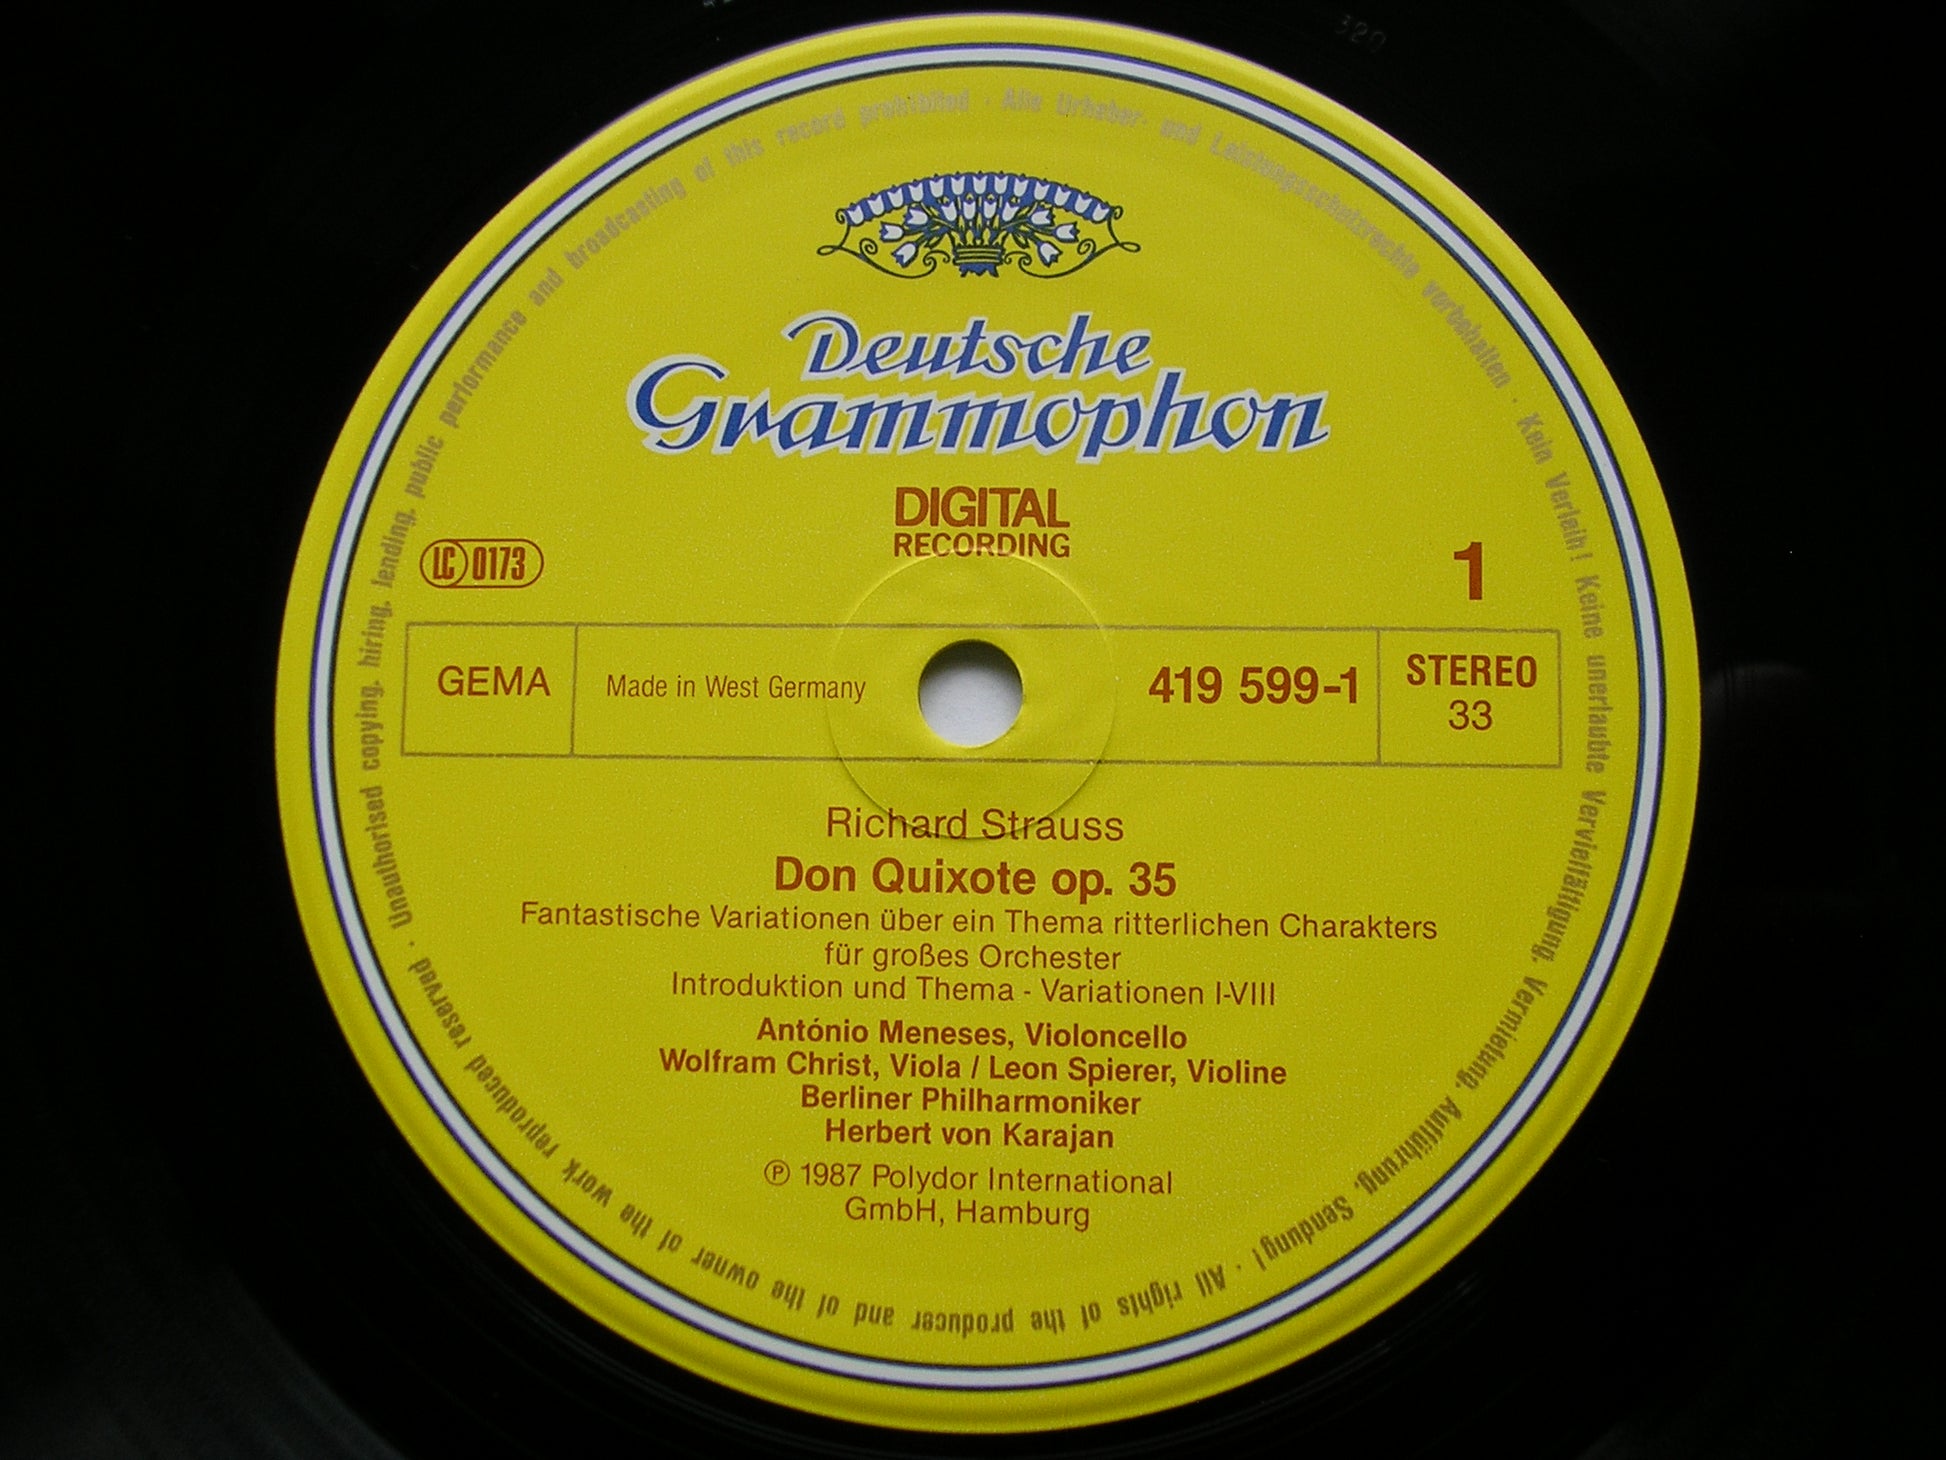 Deutsche
Grammophon
DIGITAL
RECORDING
LC 0173
1
GEMA
Made in West Germany
419 599-1
STEREO
33
Richard Strauss
Don Quixote op. 35
Fantastische Variationen über ein Thema ritterlichen Charakters
für großes Orchester
Introduktion und Thema - Variationen I-VIII
António Meneses, Violoncello
Wolfram Christ, Viola / Leon Spierer, Violine
Berliner Philharmoniker
Herbert von Karajan
℗ 1987 Polydor International
GmbH, Hamburg
Alle Urheber- und Leistungsschutzrechte vorbehalten · Kein Verleih! Keine unerlaubte Vervielfältigung, Vermietung, Aufführung, Sendung! · All rights of the producer and of the owner of the work reproduced reserved · Unauthorised copying, hiring, lending, public performance and broadcasting of this record prohibited ·
320